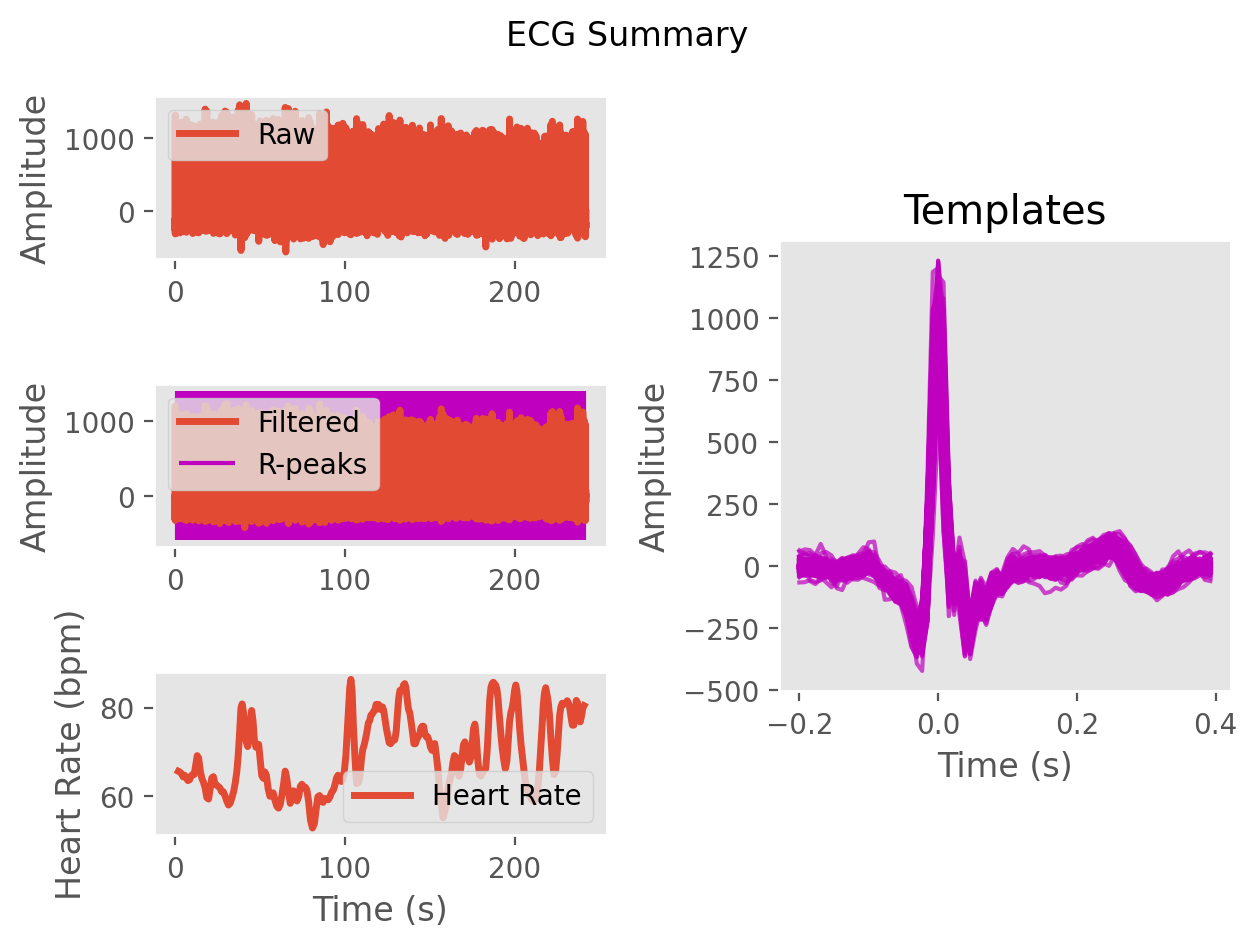 ECG Summary
Amplitude
1000
0
Raw
0 100 200
Amplitude
1000
0
Filtered
R-peaks
0 100 200
Heart Rate (bpm)
80
60
Heart Rate
0 100 200
Time (s)
Templates
Amplitude
1250
1000
750
500
250
0
−250
−500
−0.2 0.0 0.2 0.4
Time (s)